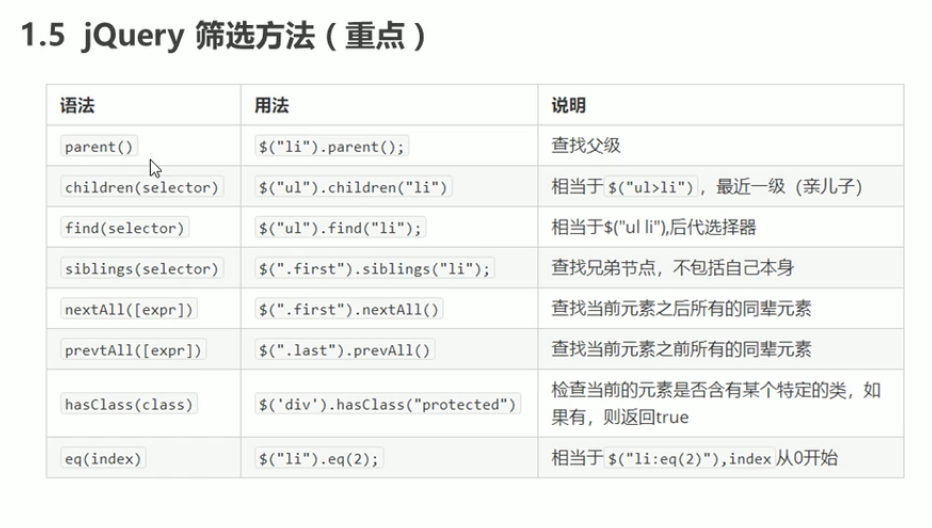 1.5 jQuery 筛选方法（重点）
语法 用法 说明
parent() $("li").parent(); 查找父级
children(selector) $("ul").children("li") 相当于$("ul>li")，最近一级（亲儿子）
find(selector) $("ul").find("li"); 相当于$("ul li"),后代选择器
siblings(selector) $(".first").siblings("li"); 查找兄弟节点，不包括自己本身
nextAll([expr]) $(".first").nextAll() 查找当前元素之后所有的同辈元素
prevtAll([expr]) $(".last").prevAll() 查找当前元素之前所有的同辈元素
hasClass(class) $('div').hasClass("protected") 检查当前的元素是否含有某个特定的类，如
果有，则返回true
eq(index) $("li").eq(2); 相当于$("li:eq(2)"),index从0开始